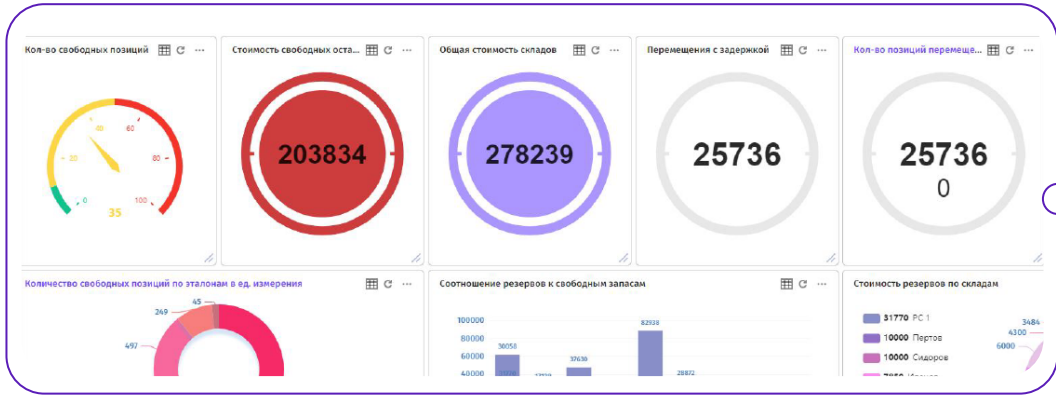 Кол-во свободных позиций
Стоимость свободных оста...
Общая стоимость складов
Перемещения с задержкой
Кол-во позиций перемеще...
0
20
40
60
80
100
35
203834
278239
25736
25736
0
Количество свободных позиций по эталонам в ед. измерения
45
249
497
Соотношение резервов к свободным запасам
100000
80000
60000
40000
30058
37630
82938
28872
Стоимость резервов по складам
31770 РС 1
10000 Пертов
10000 Сидоров
3484
4300
6000